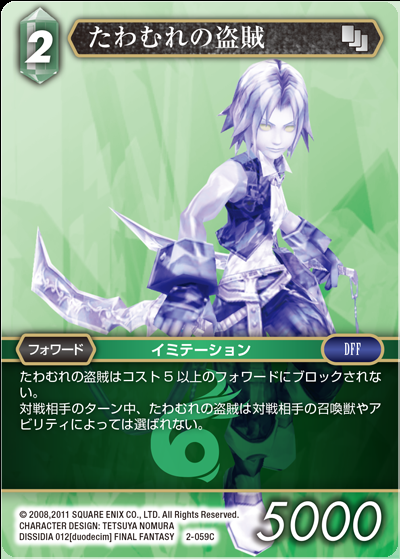 2
たわむれの盗賊
フォワード
イミテーション
DFF
たわむれの盗賊はコスト5以上のフォワードにブロックされな
い。
対戦相手のターン中、たわむれの盗賊は対戦相手の召喚獣やア
ビリティによっては選ばれない。
6
© 2008,2011 SQUARE ENIX CO., LTD. All Rights Reserved.
CHARACTER DESIGN: TETSUYA NOMURA
DISSIDIA 012[duodecim] FINAL FANTASY 2-059C
5000